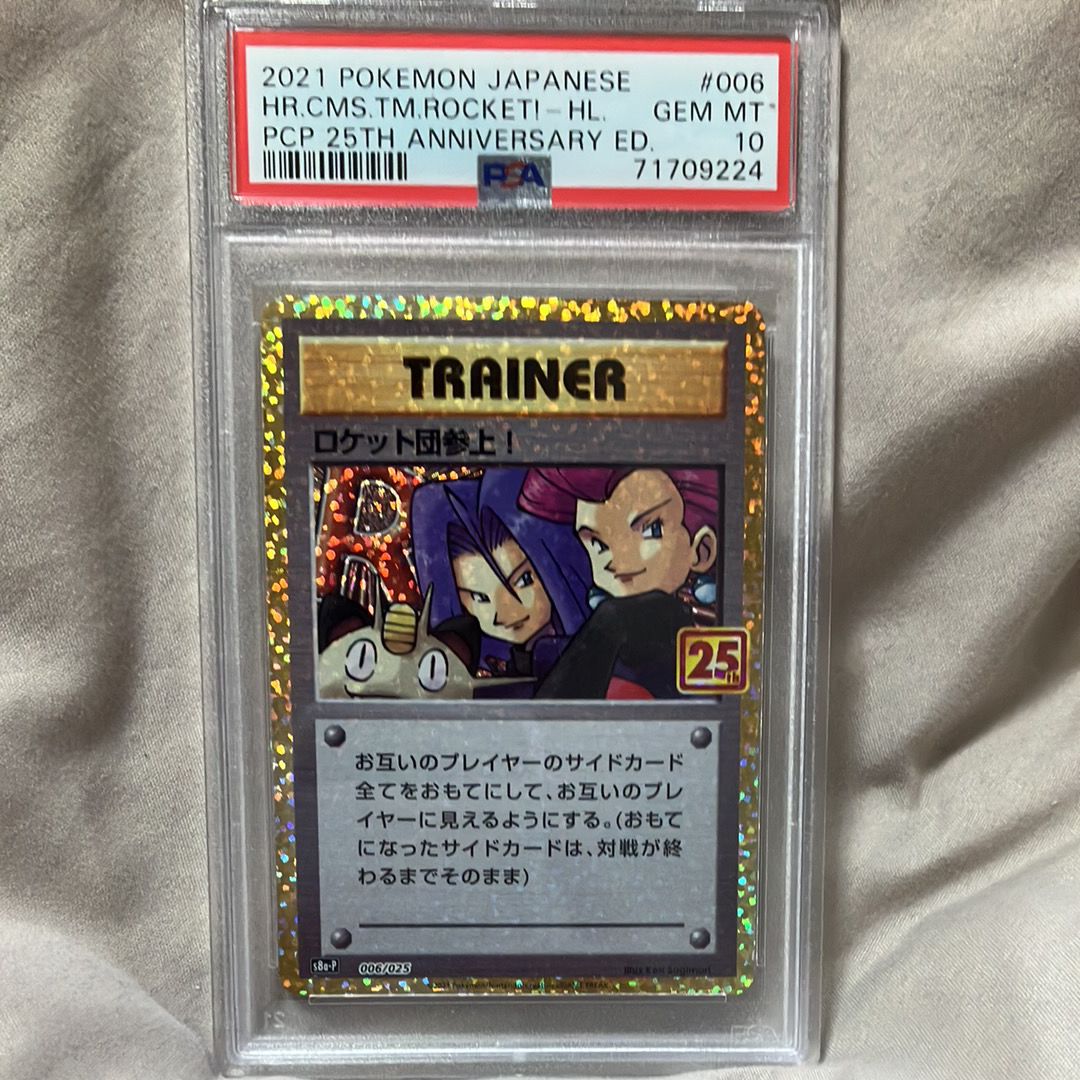 2021 POKEMON JAPANESE #006
HR.CMS.TM.ROCKET!-HL. GEM MT
PCP 25TH ANNIVERSARY ED. 10
PSA 71709224
TRAINER
ロケット団参上!
25th
お互いのプレイヤーのサイドカード
全てをおもてにして、お互いのプレ
イヤーに見えるようにする。(おもて
になったサイドカードは、対戦が終
わるまでそのまま)
s8a-P 006/025 Illus. Ken Sugimori